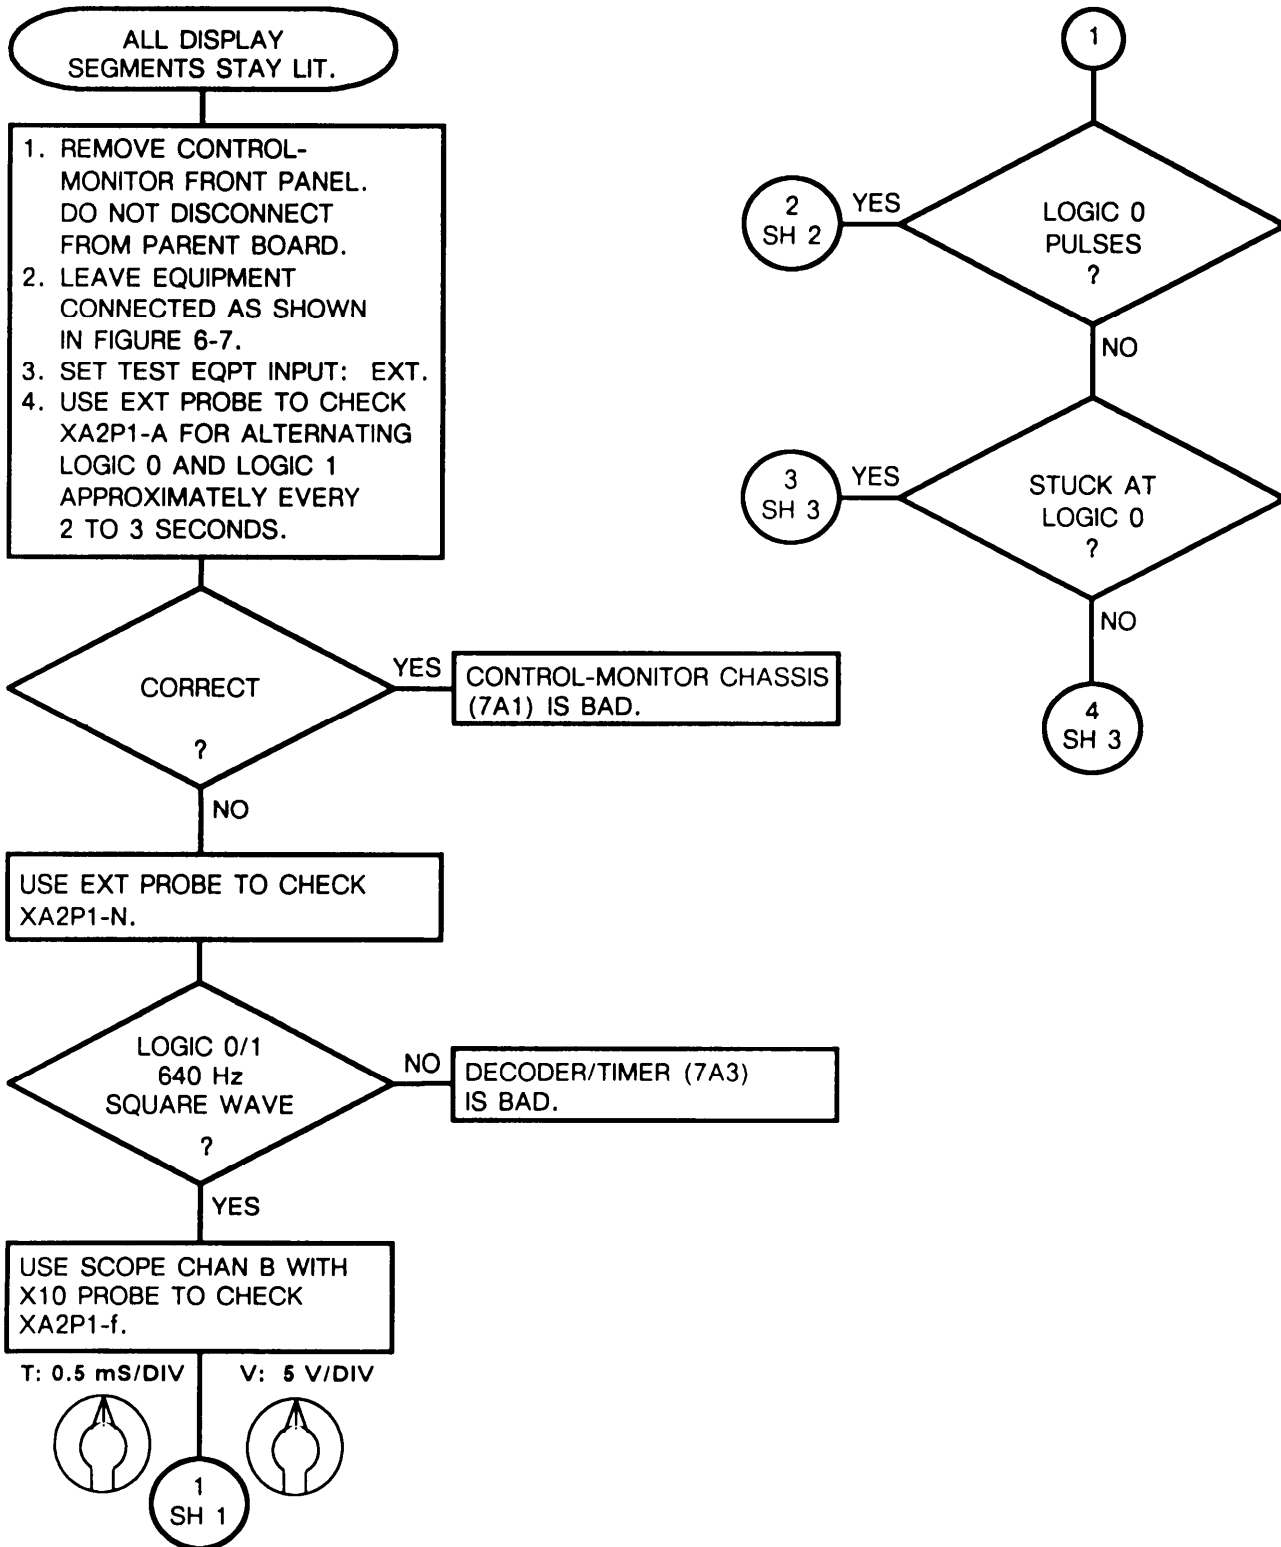 ALL DISPLAY
SEGMENTS STAY LIT.
1. REMOVE CONTROL-
MONITOR FRONT PANEL.
DO NOT DISCONNECT
FROM PARENT BOARD.
2. LEAVE EQUIPMENT
CONNECTED AS SHOWN
IN FIGURE 6-7.
3. SET TEST EQPT INPUT: EXT.
4. USE EXT PROBE TO CHECK
XA2P1-A FOR ALTERNATING
LOGIC 0 AND LOGIC 1
APPROXIMATELY EVERY
2 TO 3 SECONDS.
CORRECT
?
YES
CONTROL-MONITOR CHASSIS
(7A1) IS BAD.
NO
USE EXT PROBE TO CHECK
XA2P1-N.
LOGIC 0/1
640 Hz
SQUARE WAVE
?
NO
DECODER/TIMER (7A3)
IS BAD.
YES
USE SCOPE CHAN B WITH
X10 PROBE TO CHECK
XA2P1-f.
T: 0.5 mS/DIV
V: 5 V/DIV
1
SH 1
1
LOGIC 0
PULSES
?
YES
2
SH 2
NO
STUCK AT
LOGIC 0
?
YES
3
SH 3
NO
4
SH 3